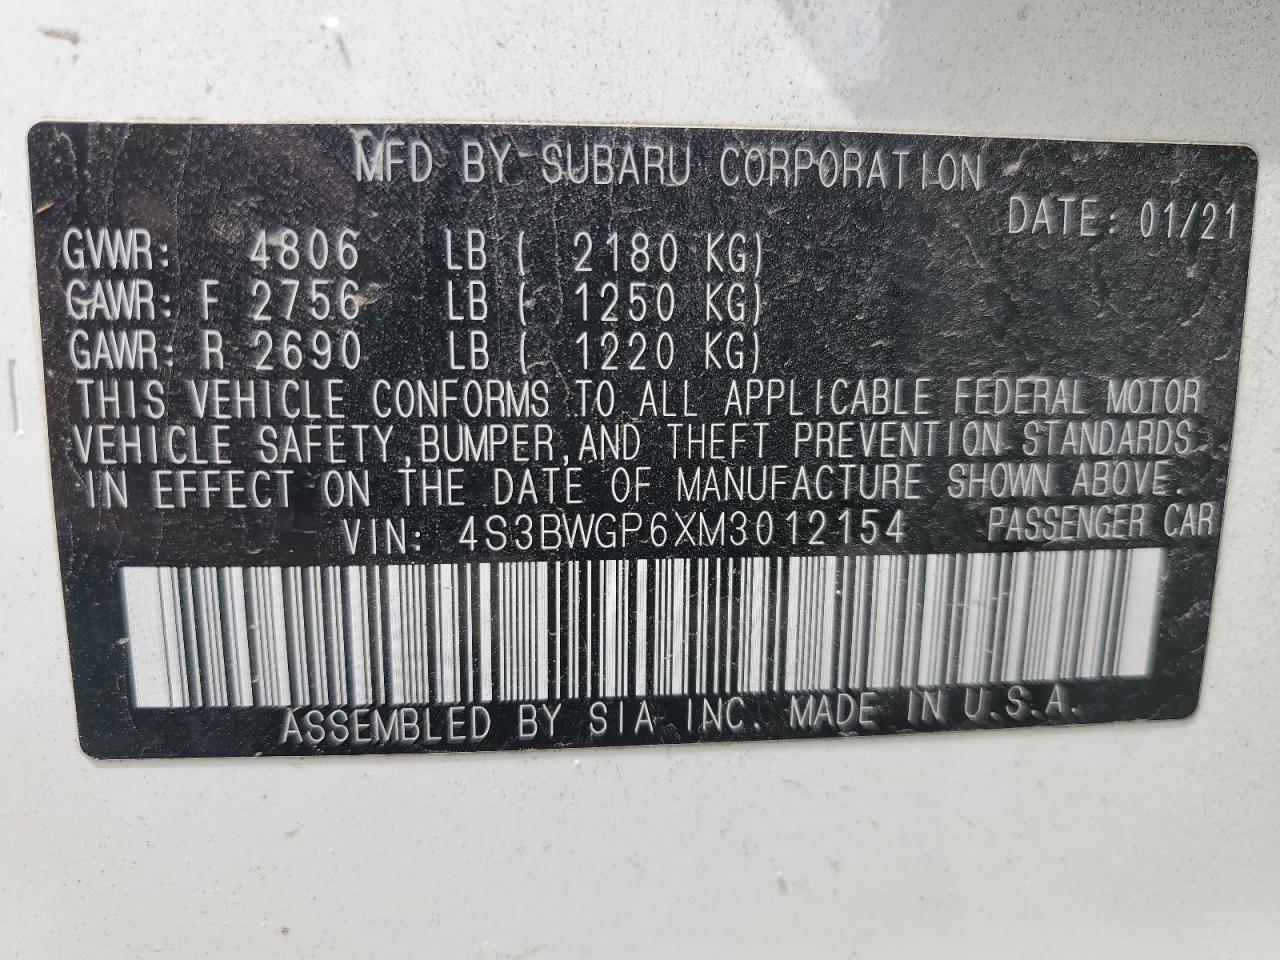 MFD BY SUBARU CORPORATION
DATE: 01/21
GVWR: 4806 LB ( 2180 KG)
GAWR: F 2756 LB ( 1250 KG)
GAWR: R 2690 LB ( 1220 KG)
THIS VEHICLE CONFORMS TO ALL APPLICABLE FEDERAL MOTOR
VEHICLE SAFETY, BUMPER, AND THEFT PREVENTION STANDARDS
IN EFFECT ON THE DATE OF MANUFACTURE SHOWN ABOVE.
VIN: 4S3BWGP6XM3012154 PASSENGER CAR
ASSEMBLED BY SIA INC. MADE IN U.S.A.